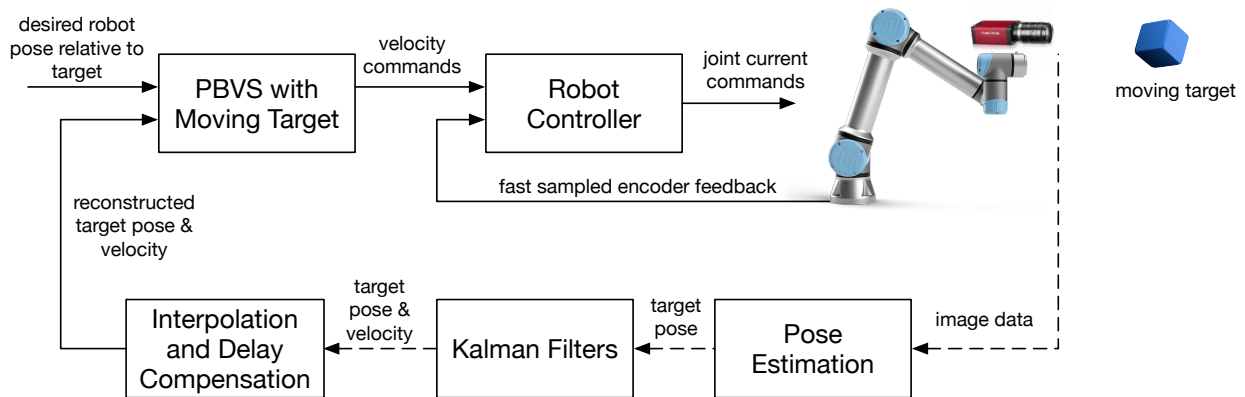 desired robot
pose relative to
target
velocity
commands
PBVS with
Moving Target
Robot
Controller
joint current
commands
moving target
fast sampled encoder feedback
reconstructed
target pose &
velocity
target
pose &
velocity
target
pose
image data
Interpolation
and Delay
Compensation
Kalman Filters
Pose
Estimation